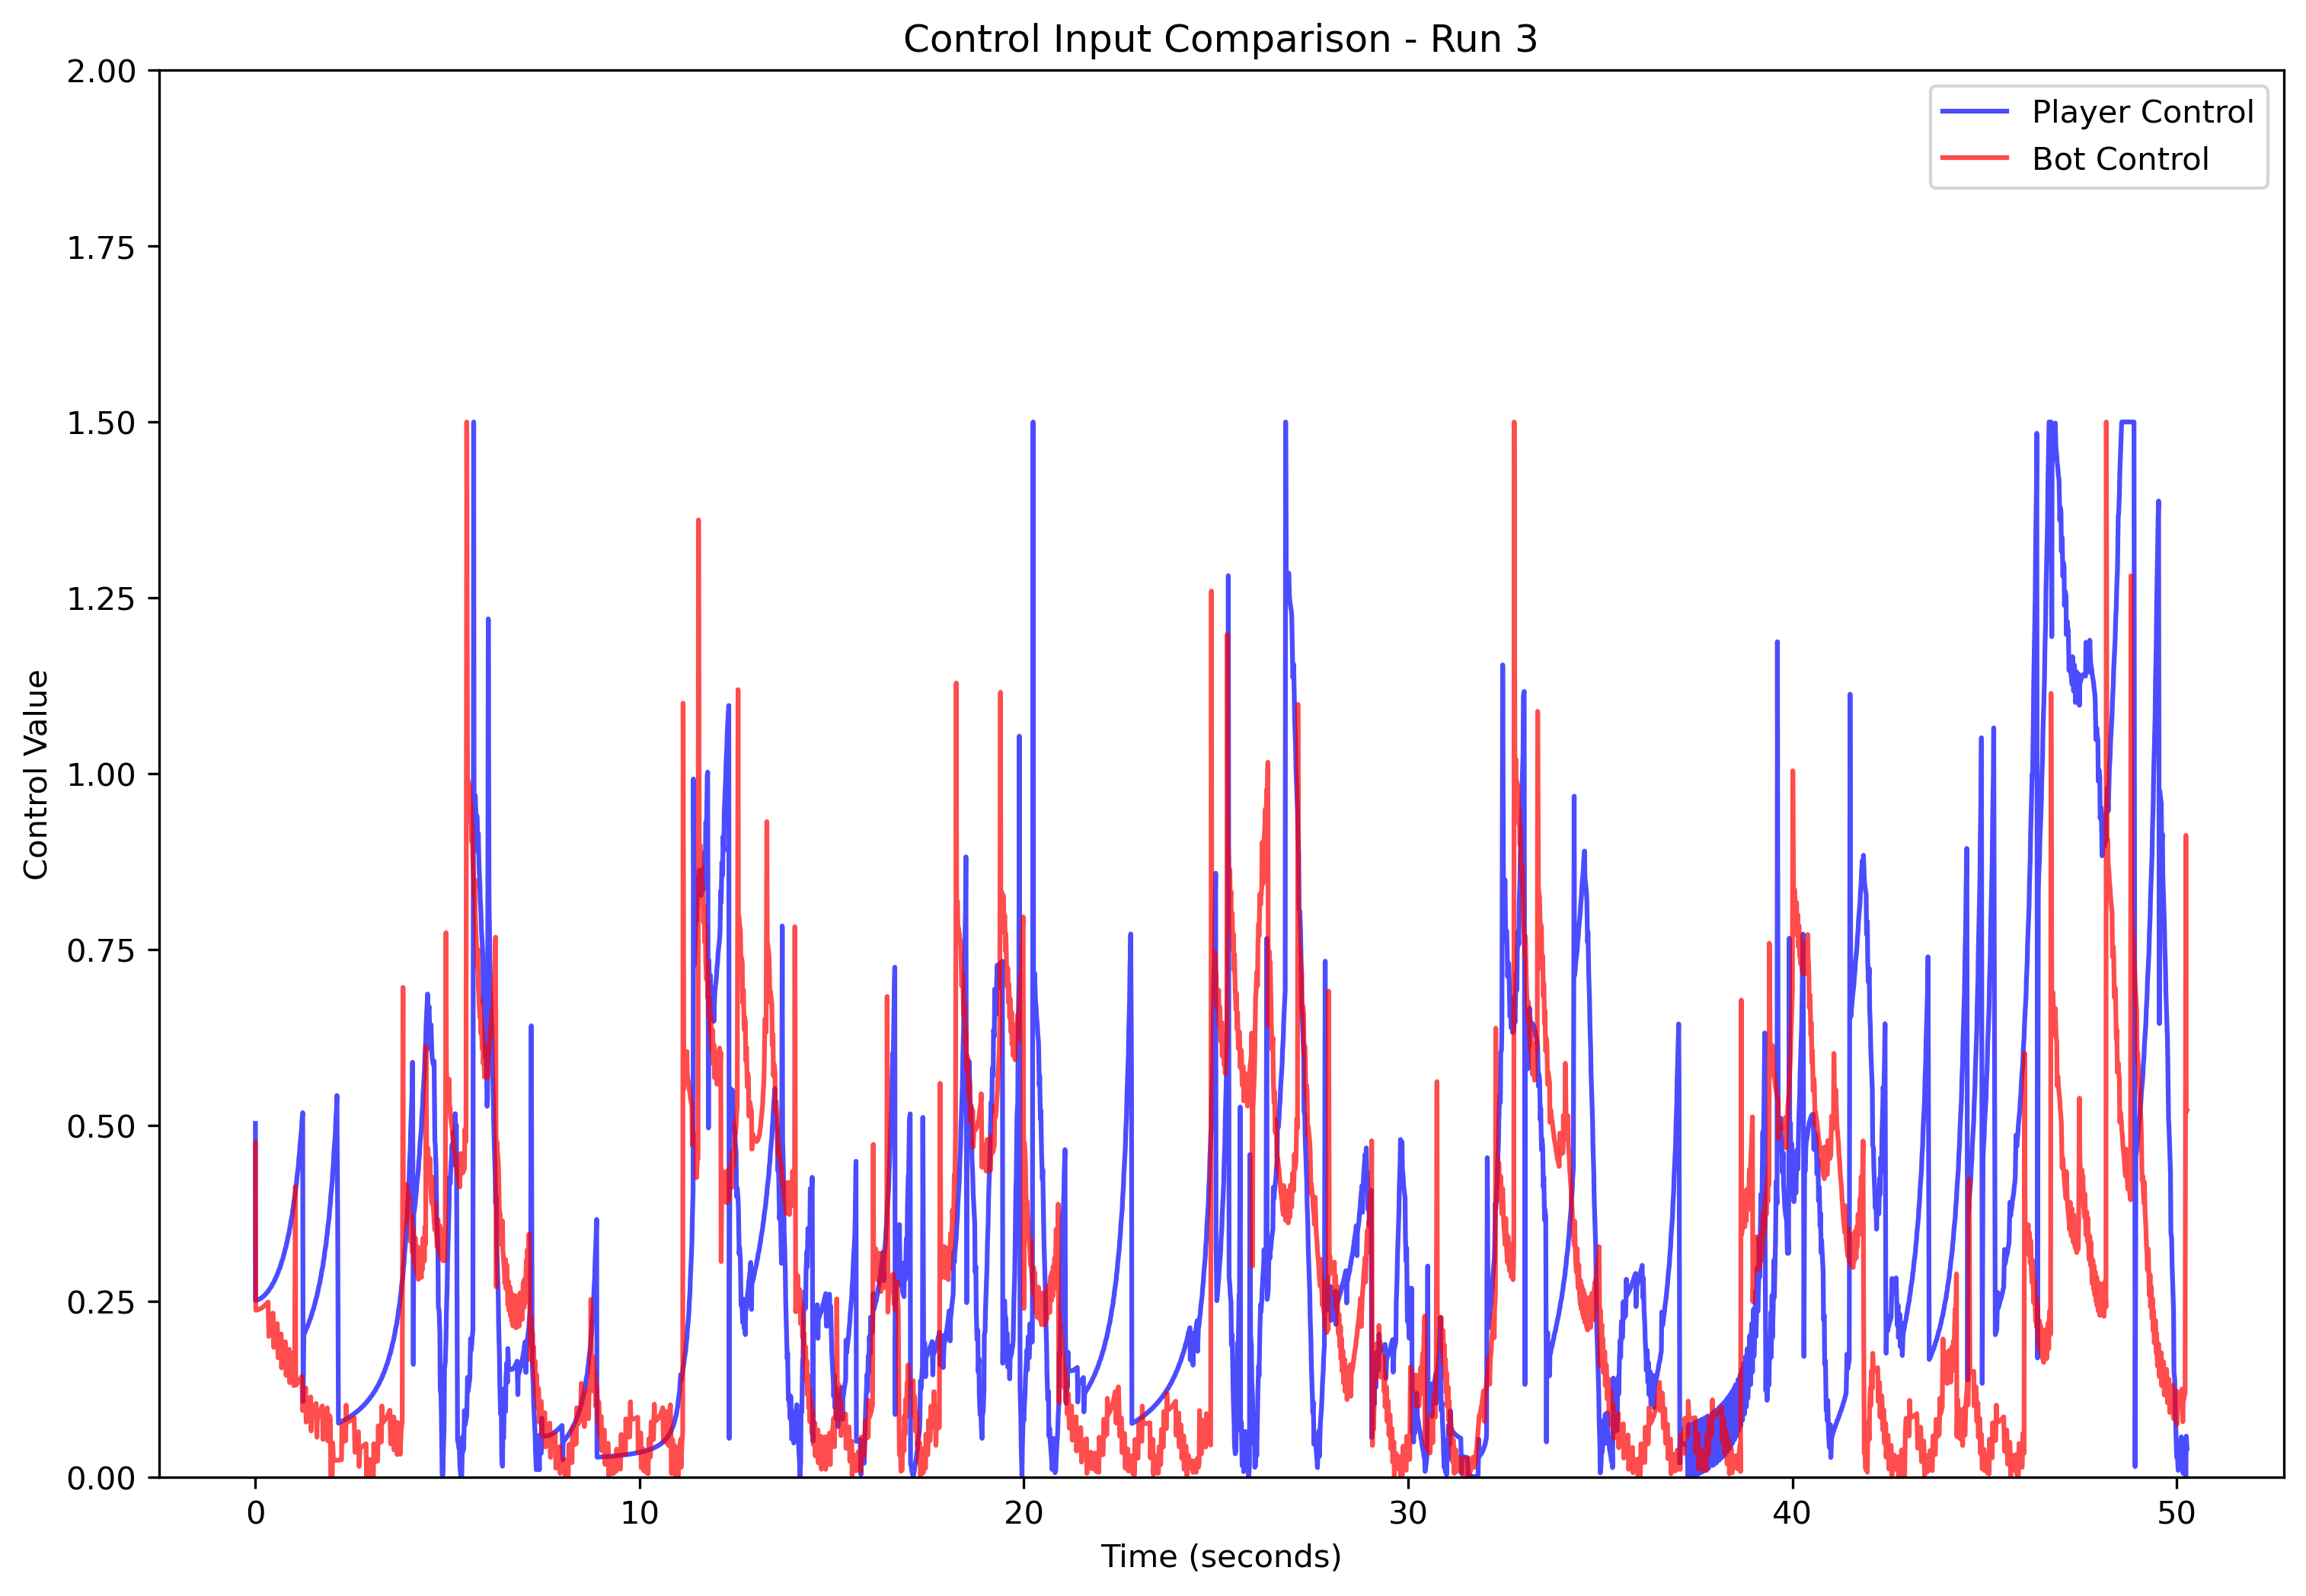 Control Input Comparison - Run 3
2.00
1.75
1.50
1.25
1.00
0.75
0.50
0.25
0.00
Control Value
Player Control
Bot Control
0 10 20 30 40 50
Time (seconds)